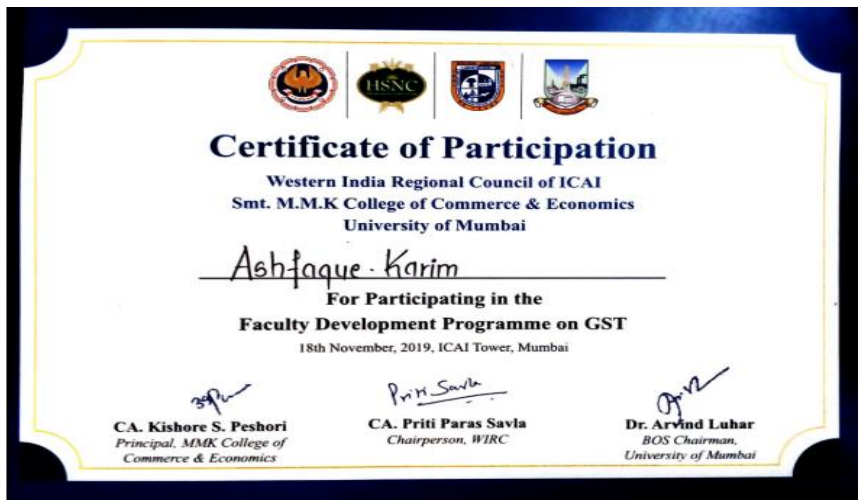 HSNC
Certificate of Participation
Western India Regional Council of ICAI
Smt. M.M.K College of Commerce & Economics
University of Mumbai
Ashfaque. Karim
For Participating in the
Faculty Development Programme on GST
18th November, 2019, ICAI Tower, Mumbai
Priti Savla
CA. Kishore S. Peshori
Principal, MMK College of
Commerce & Economics
CA. Priti Paras Savla
Chairperson, WIRC
Dr. Arvind Luhar
BOS Chairman,
University of Mumbai